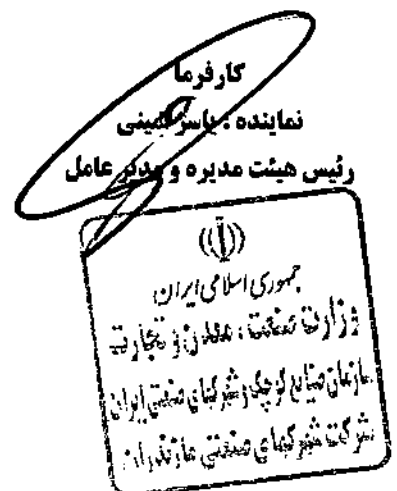 کارفرما
نماینده : یاسر
رئیس هیئت مدیره و مدیر عامل
جمهوری اسلامی ایران
وزارت صنعت، معدن و تجارت
سازمان صنایع کوچک و شهرکهای صنعتی ایران
شرکت شهرکهای صنعتی مازندران